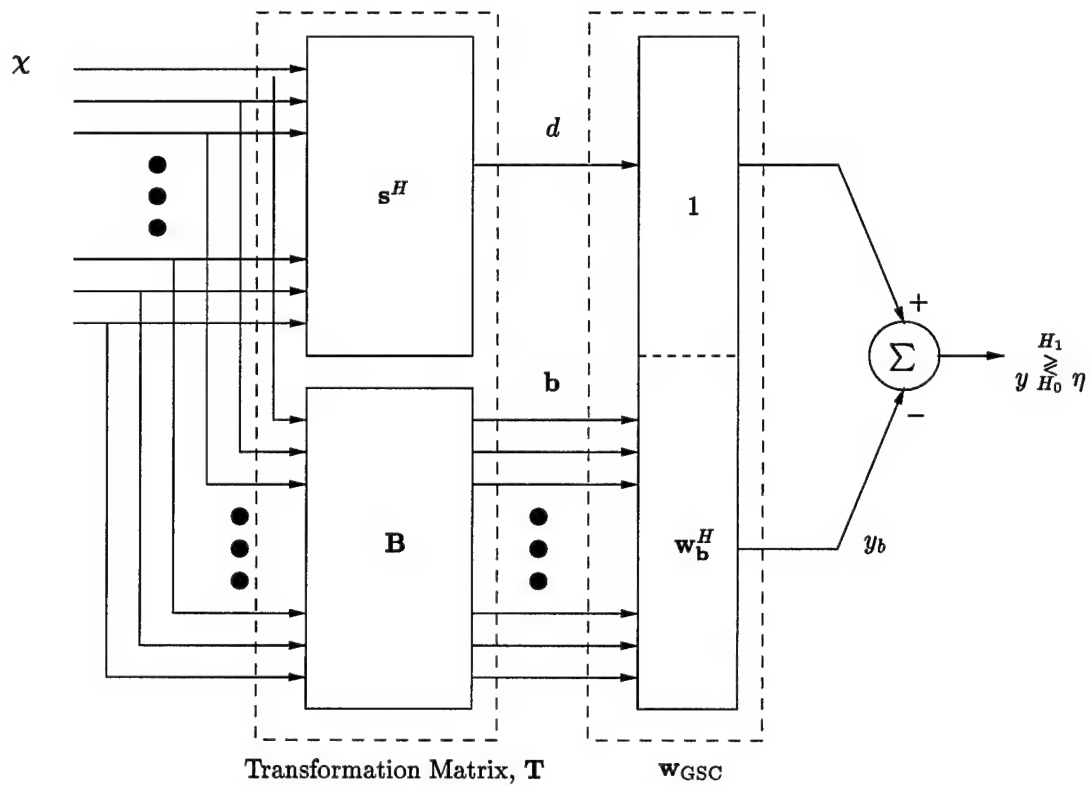 χ
d
s^H
1
+
Σ
H_1
y ≷ η
H_0
b
−
B
w_b^H
y_b
Transformation Matrix, T
w_GSC